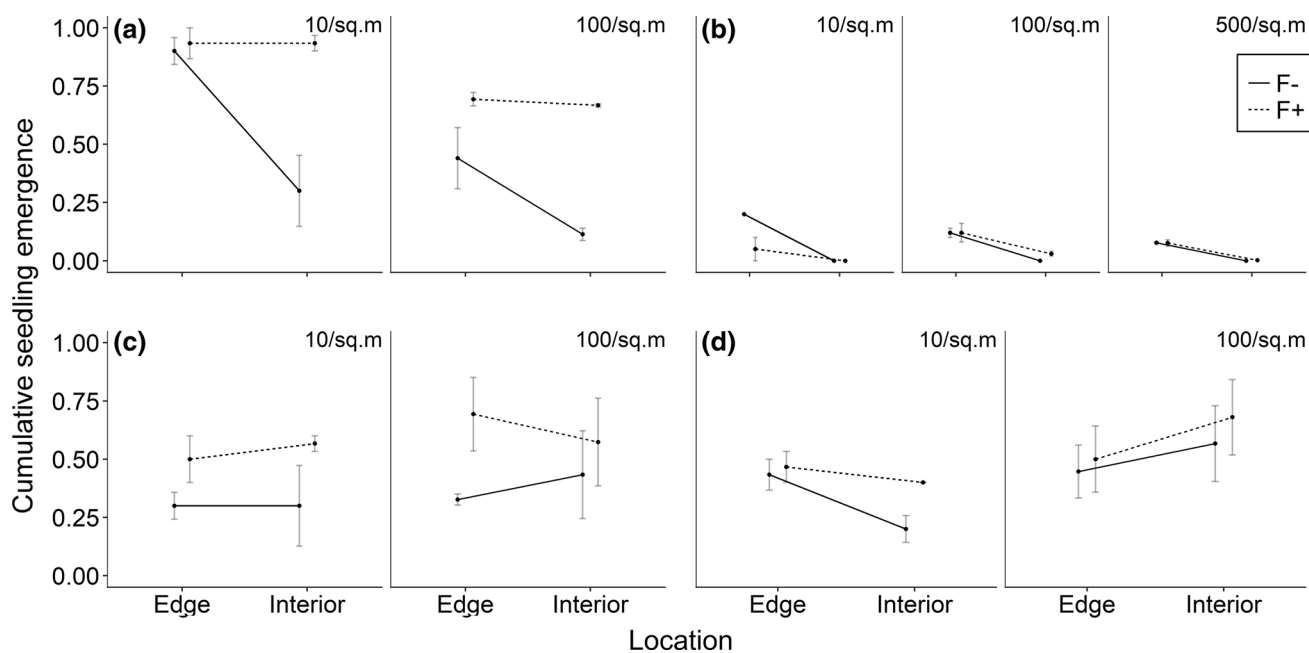 (a) 10/sq.m 100/sq.m (b) 10/sq.m 100/sq.m 500/sq.m
1.00
0.75
0.50
0.25
0.00
F-
F+
(c) 10/sq.m 100/sq.m (d) 10/sq.m 100/sq.m
1.00
0.75
0.50
0.25
0.00
Edge Interior Edge Interior Edge Interior Edge Interior
Location
Cumulative seedling emergence